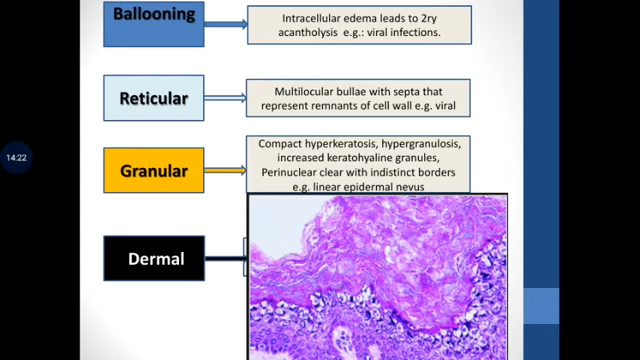 Ballooning
Intracellular edema leads to 2ry
acantholysis e.g.: viral infections.
Reticular
Multilocular bullae with septa that
represent remnants of cell wall e.g. viral
14:22
Granular
Compact hyperkeratosis, hypergranulosis,
increased keratohyaline granules,
Perinuclear clear with indistinct borders
e.g. linear epidermal nevus
Dermal